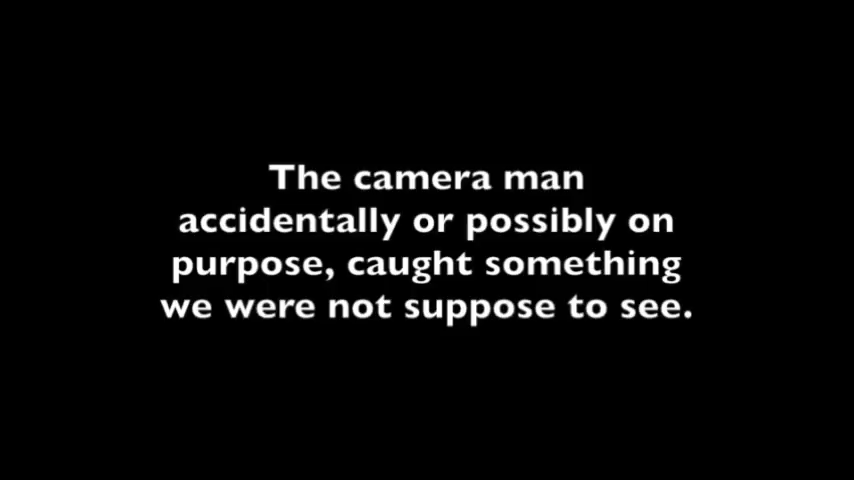 The camera man
accidentally or possibly on
purpose, caught something
we were not suppose to see.